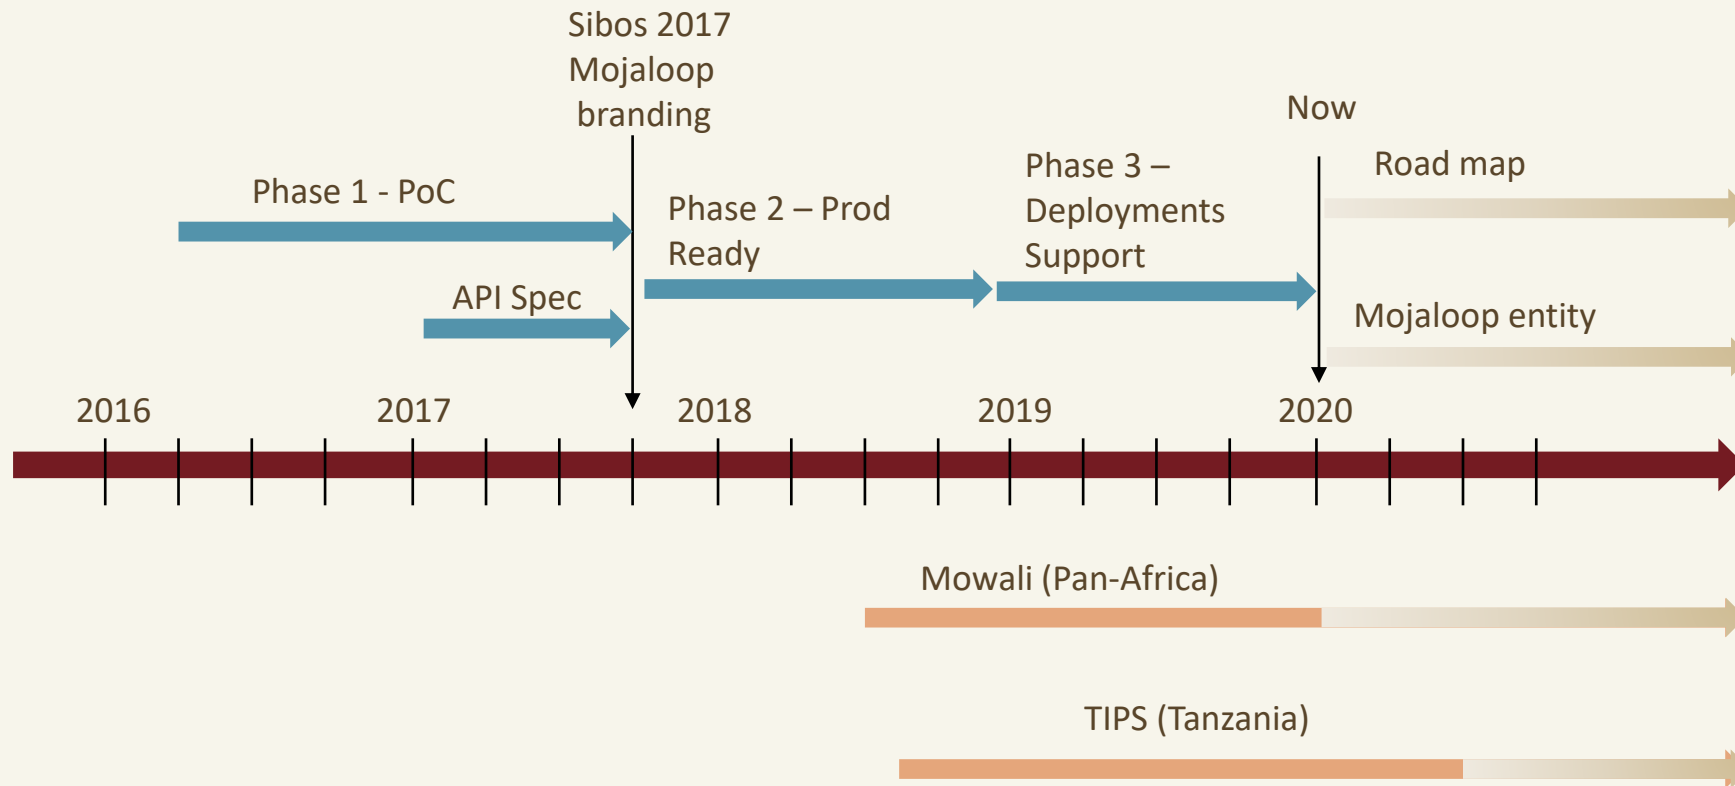 Sibos 2017
Mojaloop
branding
Now
Phase 1 - PoC
Phase 2 – Prod
Ready
Phase 3 –
Deployments
Support
Road map
API Spec
Mojaloop entity
2016
2017
2018
2019
2020
Mowali (Pan-Africa)
TIPS (Tanzania)